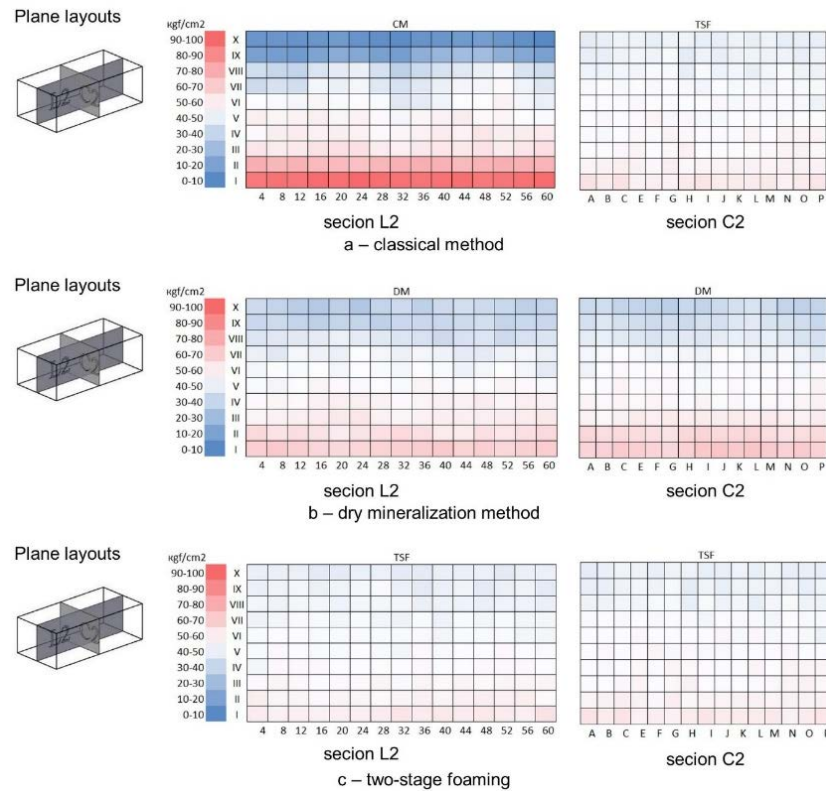 Plane layouts
L2 C2
кgf/cm2
CM
TSF
90-100 X
80-90 IX
70-80 VIII
60-70 VII
50-60 VI
40-50 V
30-40 IV
20-30 III
10-20 II
0-10 I
4 8 12 16 20 24 28 32 36 40 44 48 52 56 60
A B C E F G H I J K L M N O P
secion L2
secion C2
a – classical method
Plane layouts
L2 C2
кgf/cm2
DM
DM
90-100 X
80-90 IX
70-80 VIII
60-70 VII
50-60 VI
40-50 V
30-40 IV
20-30 III
10-20 II
0-10 I
4 8 12 16 20 24 28 32 36 40 44 48 52 56 60
A B C E F G H I J K L M N O P
secion L2
secion C2
b – dry mineralization method
Plane layouts
L2 C2
кgf/cm2
TSF
TSF
90-100 X
80-90 IX
70-80 VIII
60-70 VII
50-60 VI
40-50 V
30-40 IV
20-30 III
10-20 II
0-10 I
4 8 12 16 20 24 28 32 36 40 44 48 52 56 60
A B C E F G H I J K L M N O
secion L2
secion C2
c – two-stage foaming